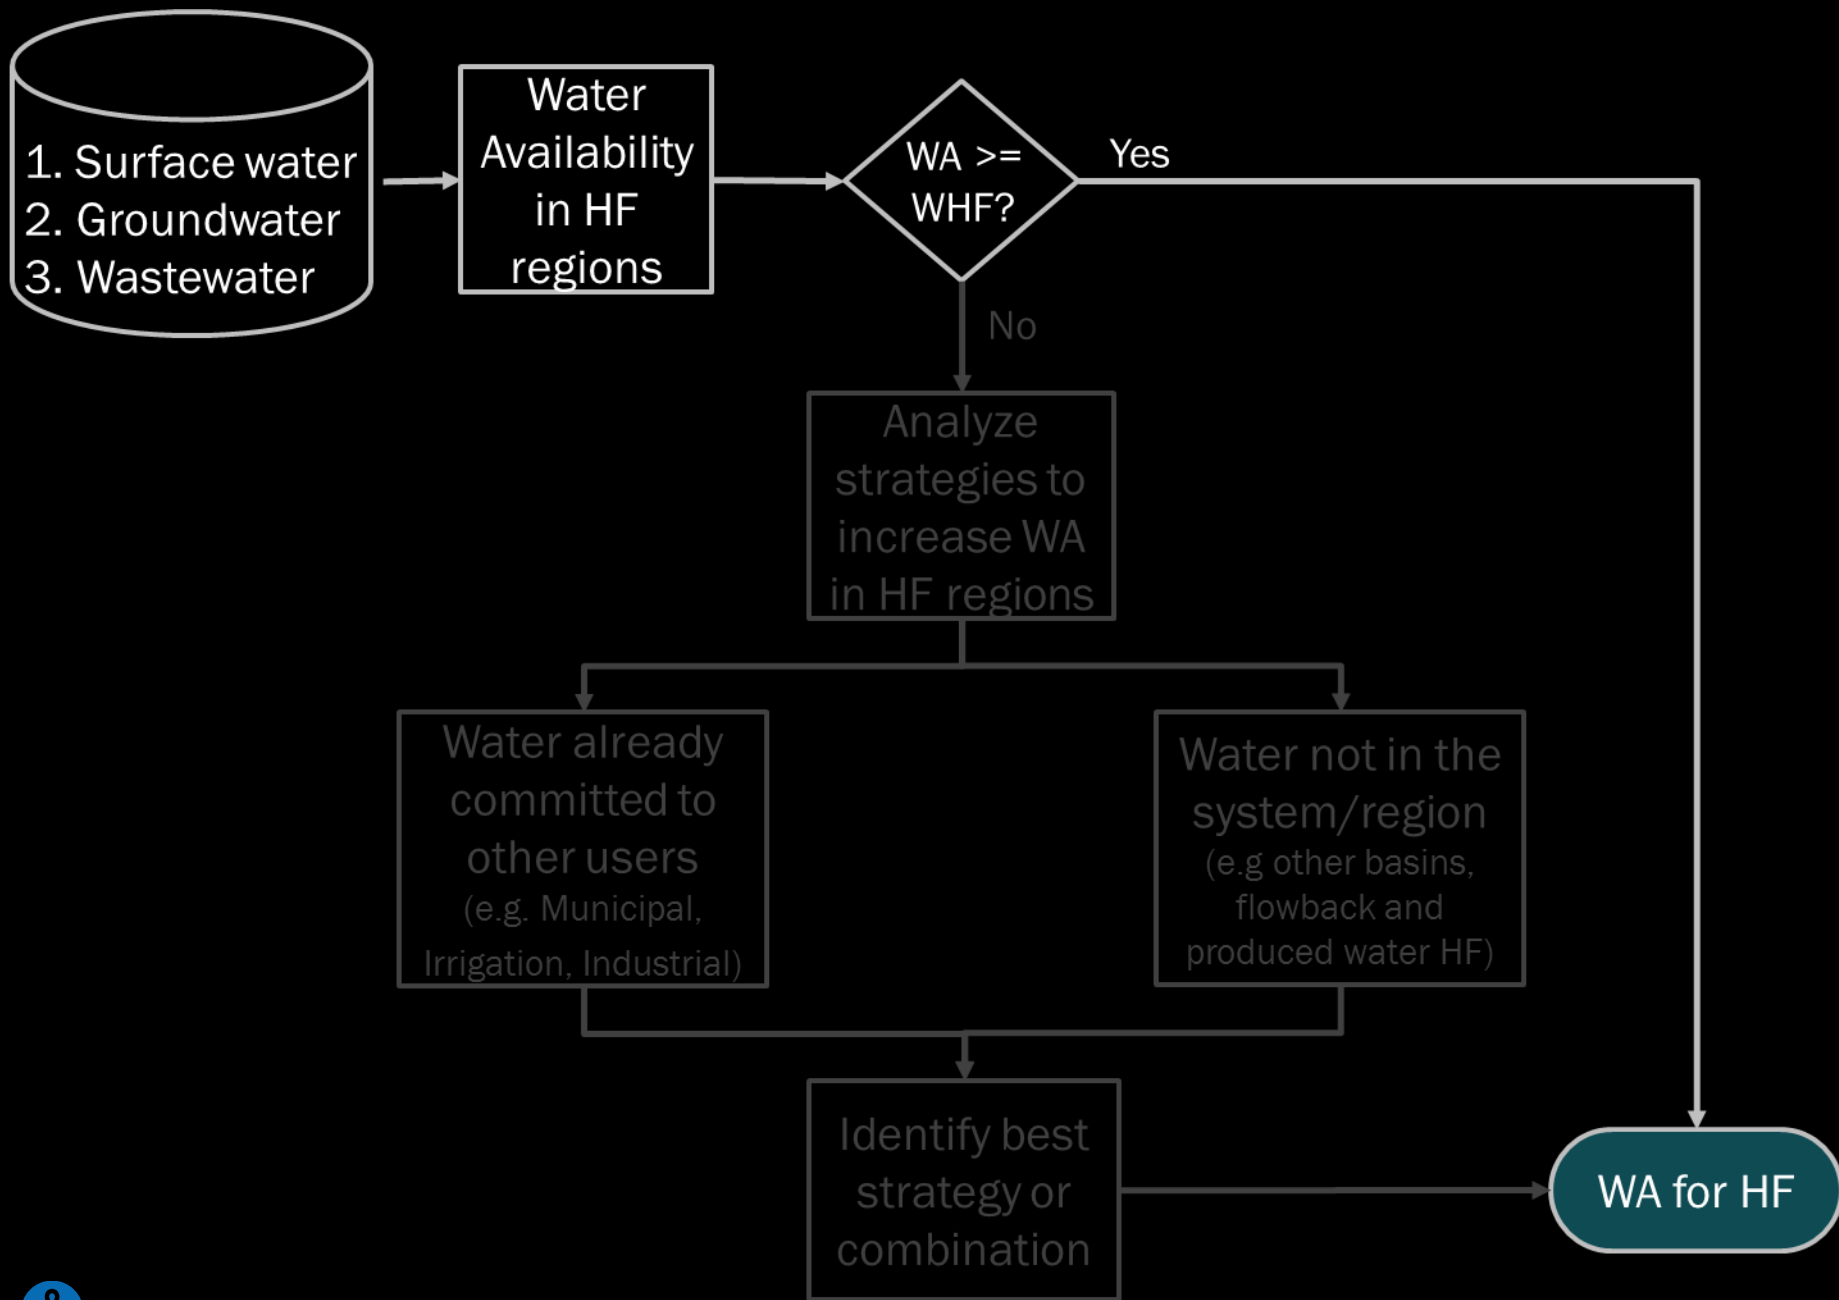 1. Surface water
2. Groundwater
3. Wastewater
Water
Availability
in HF
regions
WA >=
WHF?
Yes
No
Analyze
strategies to
increase WA
in HF regions
Water already
committed to
other users
(e.g. Municipal,
Irrigation, Industrial)
Water not in the
system/region
(e.g other basins,
flowback and
produced water HF)
Identify best
strategy or
combination
WA for HF